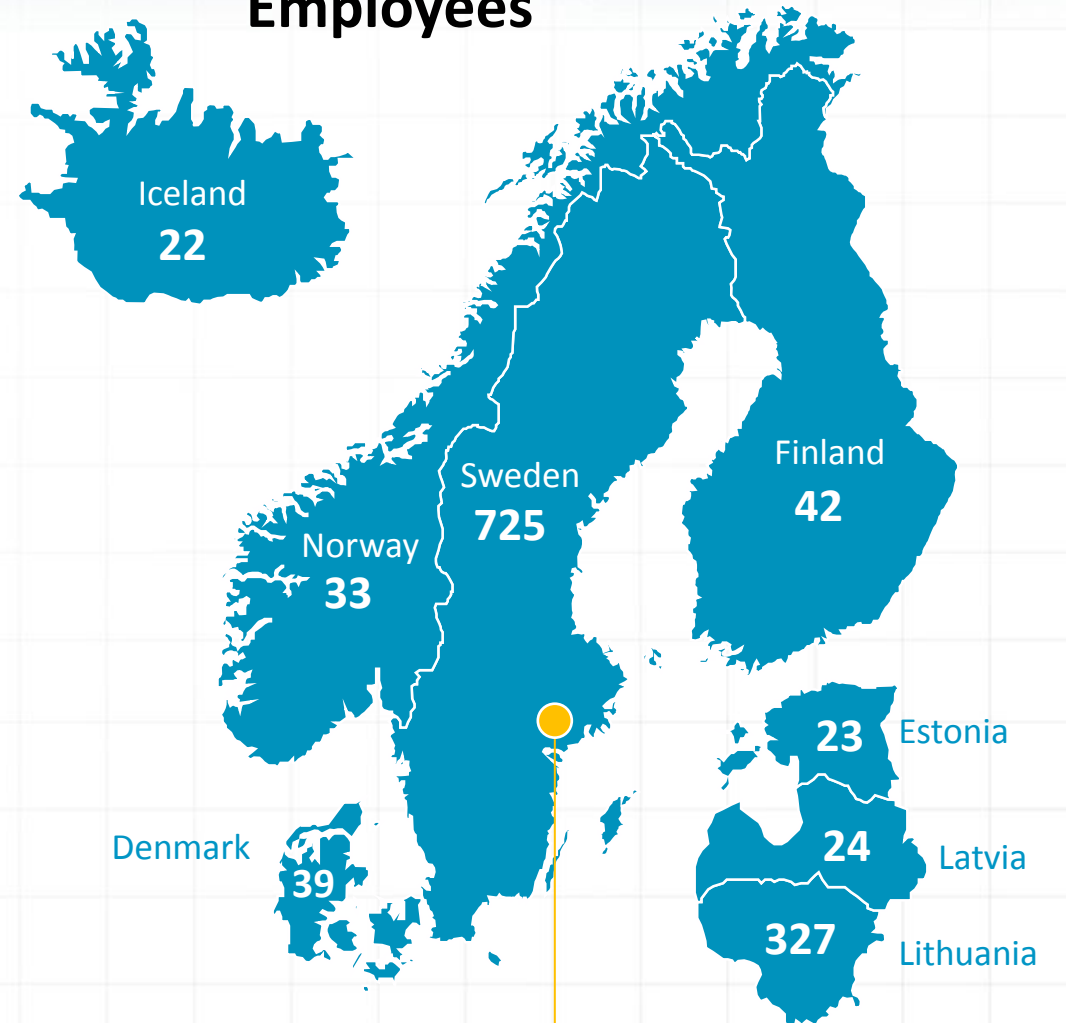 Employees
Iceland
22
Finland
42
Sweden
725
Norway
33
23
Estonia
24
Latvia
Denmark
39
327
Lithuania